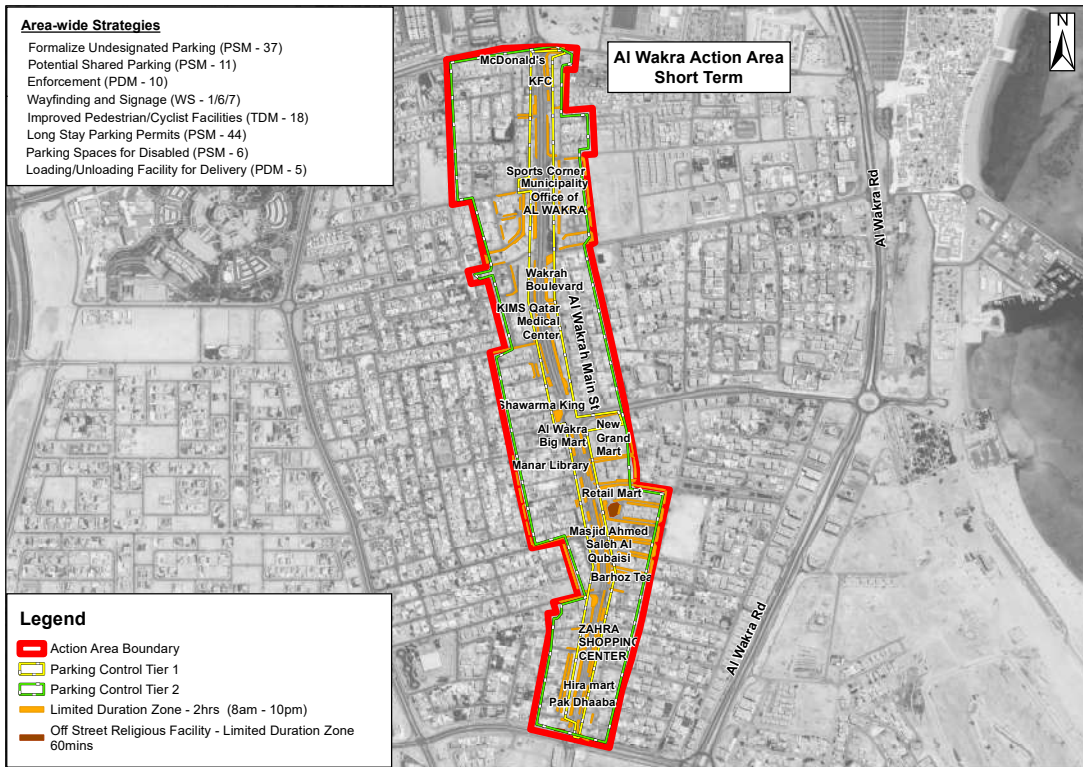 Area-wide Strategies
Formalize Undesignated Parking (PSM - 37)
Potential Shared Parking (PSM - 11)
Enforcement (PDM - 10)
Wayfinding and Signage (WS - 1/6/7)
Improved Pedestrian/Cyclist Facilities (TDM - 18)
Long Stay Parking Permits (PSM - 44)
Parking Spaces for Disabled (PSM - 6)
Loading/Unloading Facility for Delivery (PDM - 5)
Al Wakra Action Area
Short Term
N
McDonald's
KFC
Sports Corner
Municipality
Office of
AL WAKRA
Al Wakra Rd
Wakrah
Boulevard
KIMS Qatar
Medical
Center
Al Wakrah Main St
Shawarma King
Al Wakra
Big Mart
New
Grand
Mart
Manar Library
Retail Mart
Masjid Ahmed
Saleh Al
Qubaisi
Barhoz Tea
Al Wakra Rd
ZAHRA
SHOPPING
CENTER
Hira mart
Pak Dhaaba
Legend
Action Area Boundary
Parking Control Tier 1
Parking Control Tier 2
Limited Duration Zone - 2hrs (8am - 10pm)
Off Street Religious Facility - Limited Duration Zone
60mins